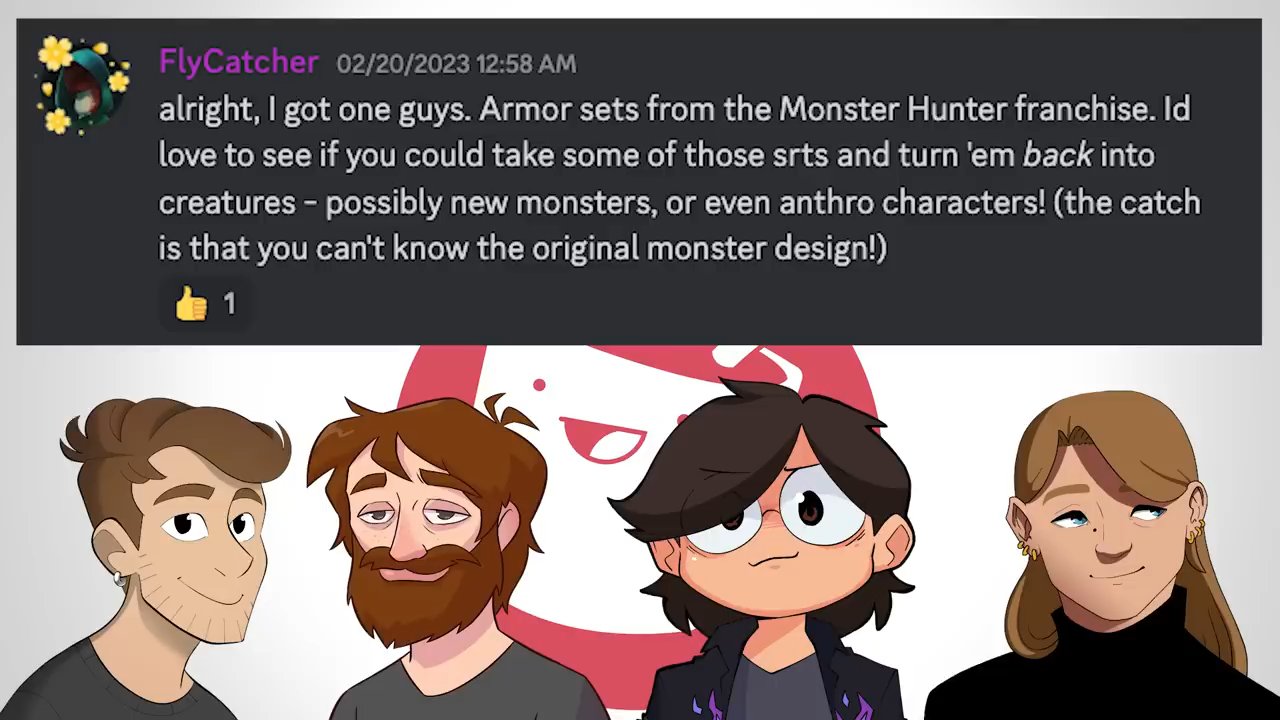 FlyCatcher 02/20/2023 12:58 AM
alright, I got one guys. Armor sets from the Monster Hunter franchise. Id
love to see if you could take some of those srts and turn 'em back into
creatures - possibly new monsters, or even anthro characters! (the catch
is that you can't know the original monster design!)
👍 1